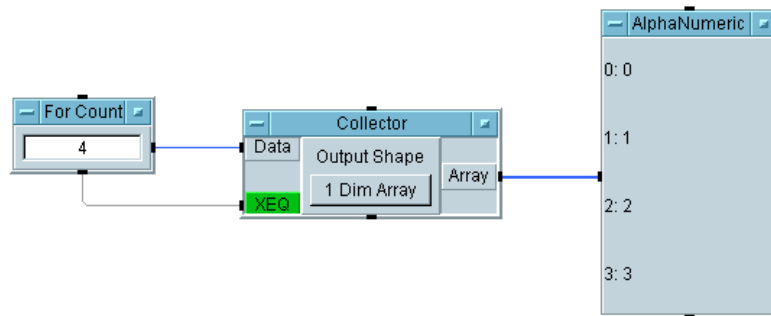 For Count
4
Collector
Data
Output Shape
1 Dim Array
XEQ
Array
AlphaNumeric
0: 0
1: 1
2: 2
3: 3